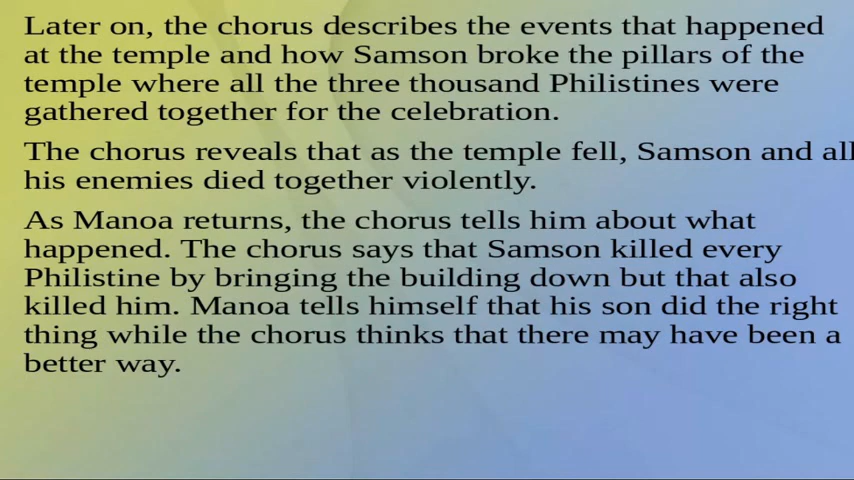 Later on, the chorus describes the events that happened
at the temple and how Samson broke the pillars of the
temple where all the three thousand Philistines were
gathered together for the celebration.
The chorus reveals that as the temple fell, Samson and all
his enemies died together violently.
As Manoa returns, the chorus tells him about what
happened. The chorus says that Samson killed every
Philistine by bringing the building down but that also
killed him. Manoa tells himself that his son did the right
thing while the chorus thinks that there may have been a
better way.